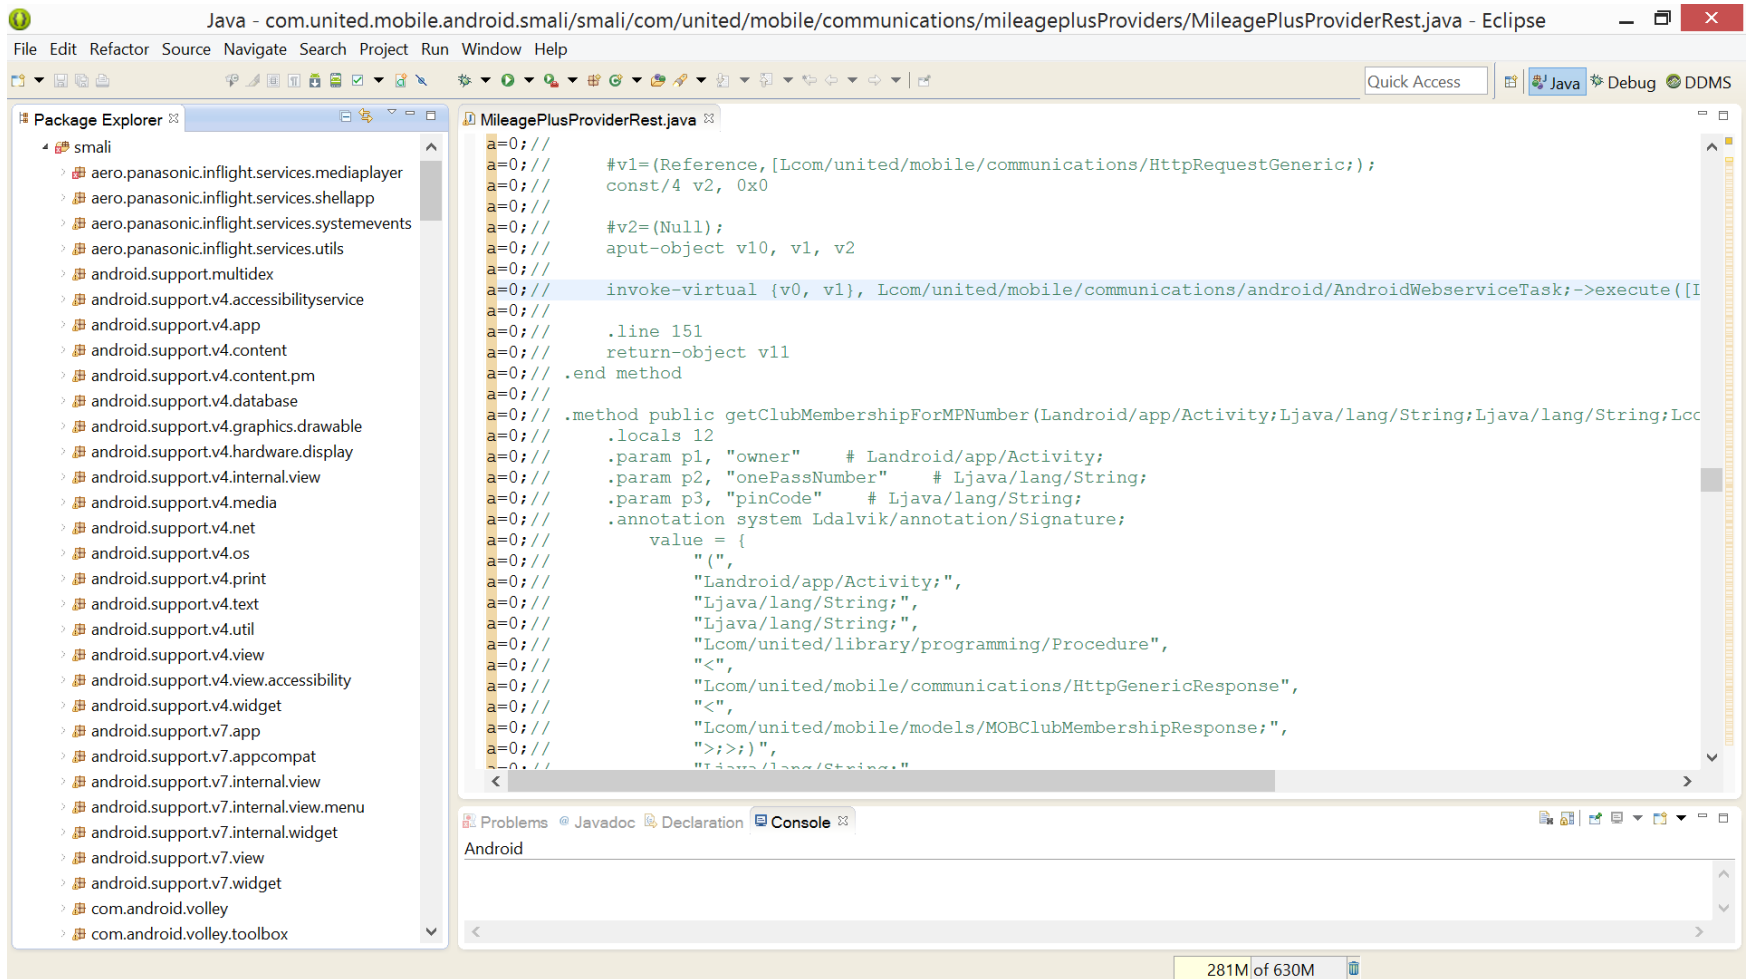 Java - com.united.mobile.android.smali/smali/com/united/mobile/communications/mileageplusProviders/MileagePlusProviderRest.java - Eclipse
File Edit Refactor Source Navigate Search Project Run Window Help
Quick Access
Java
Debug
DDMS
Package Explorer
smali
aero.panasonic.inflight.services.mediaplayer
aero.panasonic.inflight.services.shellapp
aero.panasonic.inflight.services.systemevents
aero.panasonic.inflight.services.utils
android.support.multidex
android.support.v4.accessibilityservice
android.support.v4.app
android.support.v4.content
android.support.v4.content.pm
android.support.v4.database
android.support.v4.graphics.drawable
android.support.v4.hardware.display
android.support.v4.internal.view
android.support.v4.media
android.support.v4.net
android.support.v4.os
android.support.v4.print
android.support.v4.text
android.support.v4.util
android.support.v4.view
android.support.v4.view.accessibility
android.support.v4.widget
android.support.v7.app
android.support.v7.appcompat
android.support.v7.internal.view
android.support.v7.internal.view.menu
android.support.v7.internal.widget
android.support.v7.view
android.support.v7.widget
com.android.volley
com.android.volley.toolbox
MileagePlusProviderRest.java
a=0;//
a=0;//     #v1=(Reference,[Lcom/united/mobile/communications/HttpRequestGeneric;);
a=0;//     const/4 v2, 0x0
a=0;//
a=0;//     #v2=(Null);
a=0;//     aput-object v10, v1, v2
a=0;//
a=0;//     invoke-virtual {v0, v1}, Lcom/united/mobile/communications/android/AndroidWebserviceTask;->execute([I
a=0;//
a=0;//     .line 151
a=0;//     return-object v11
a=0;// .end method
a=0;//
a=0;// .method public getClubMembershipForMPNumber(Landroid/app/Activity;Ljava/lang/String;Ljava/lang/String;Lcc
a=0;//     .locals 12
a=0;//     .param p1, "owner"    # Landroid/app/Activity;
a=0;//     .param p2, "onePassNumber"    # Ljava/lang/String;
a=0;//     .param p3, "pinCode"    # Ljava/lang/String;
a=0;//     .annotation system Ldalvik/annotation/Signature;
a=0;//         value = {
a=0;//             "(",
a=0;//             "Landroid/app/Activity;",
a=0;//             "Ljava/lang/String;",
a=0;//             "Ljava/lang/String;",
a=0;//             "Lcom/united/library/programming/Procedure",
a=0;//             "<",
a=0;//             "Lcom/united/mobile/communications/HttpGenericResponse",
a=0;//             "<",
a=0;//             "Lcom/united/mobile/models/MOBClubMembershipResponse;",
a=0;//             ">;>;)",
a=0;//             "Ljava/lang/String;"
Problems
Javadoc
Declaration
Console
Android
281M of 630M